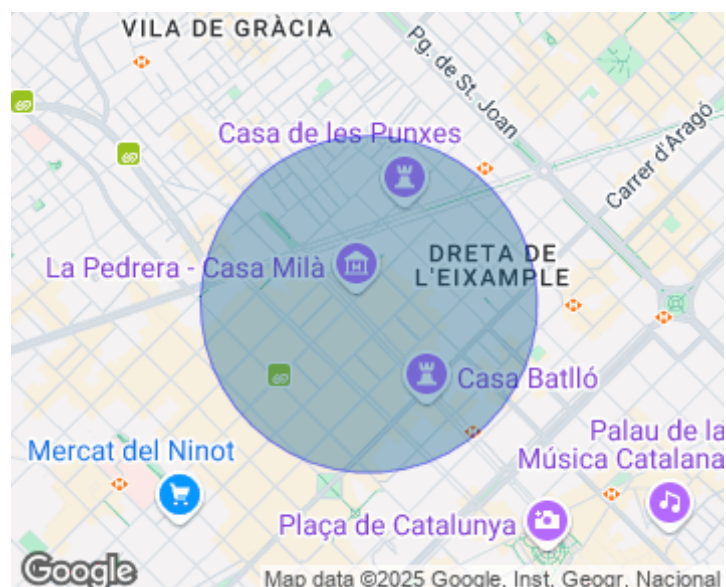 VILA DE GRÀCIA
Pg. de St. Joan
Casa de les Punxes
Carrer d'Aragó
La Pedrera - Casa Milà
DRETA DE
L'EIXAMPLE
Casa Batlló
Mercat del Ninot
Palau de la
Música Catalana
Plaça de Catalunya
Google
Map data ©2025 Google, Inst. Geogr. Nacional